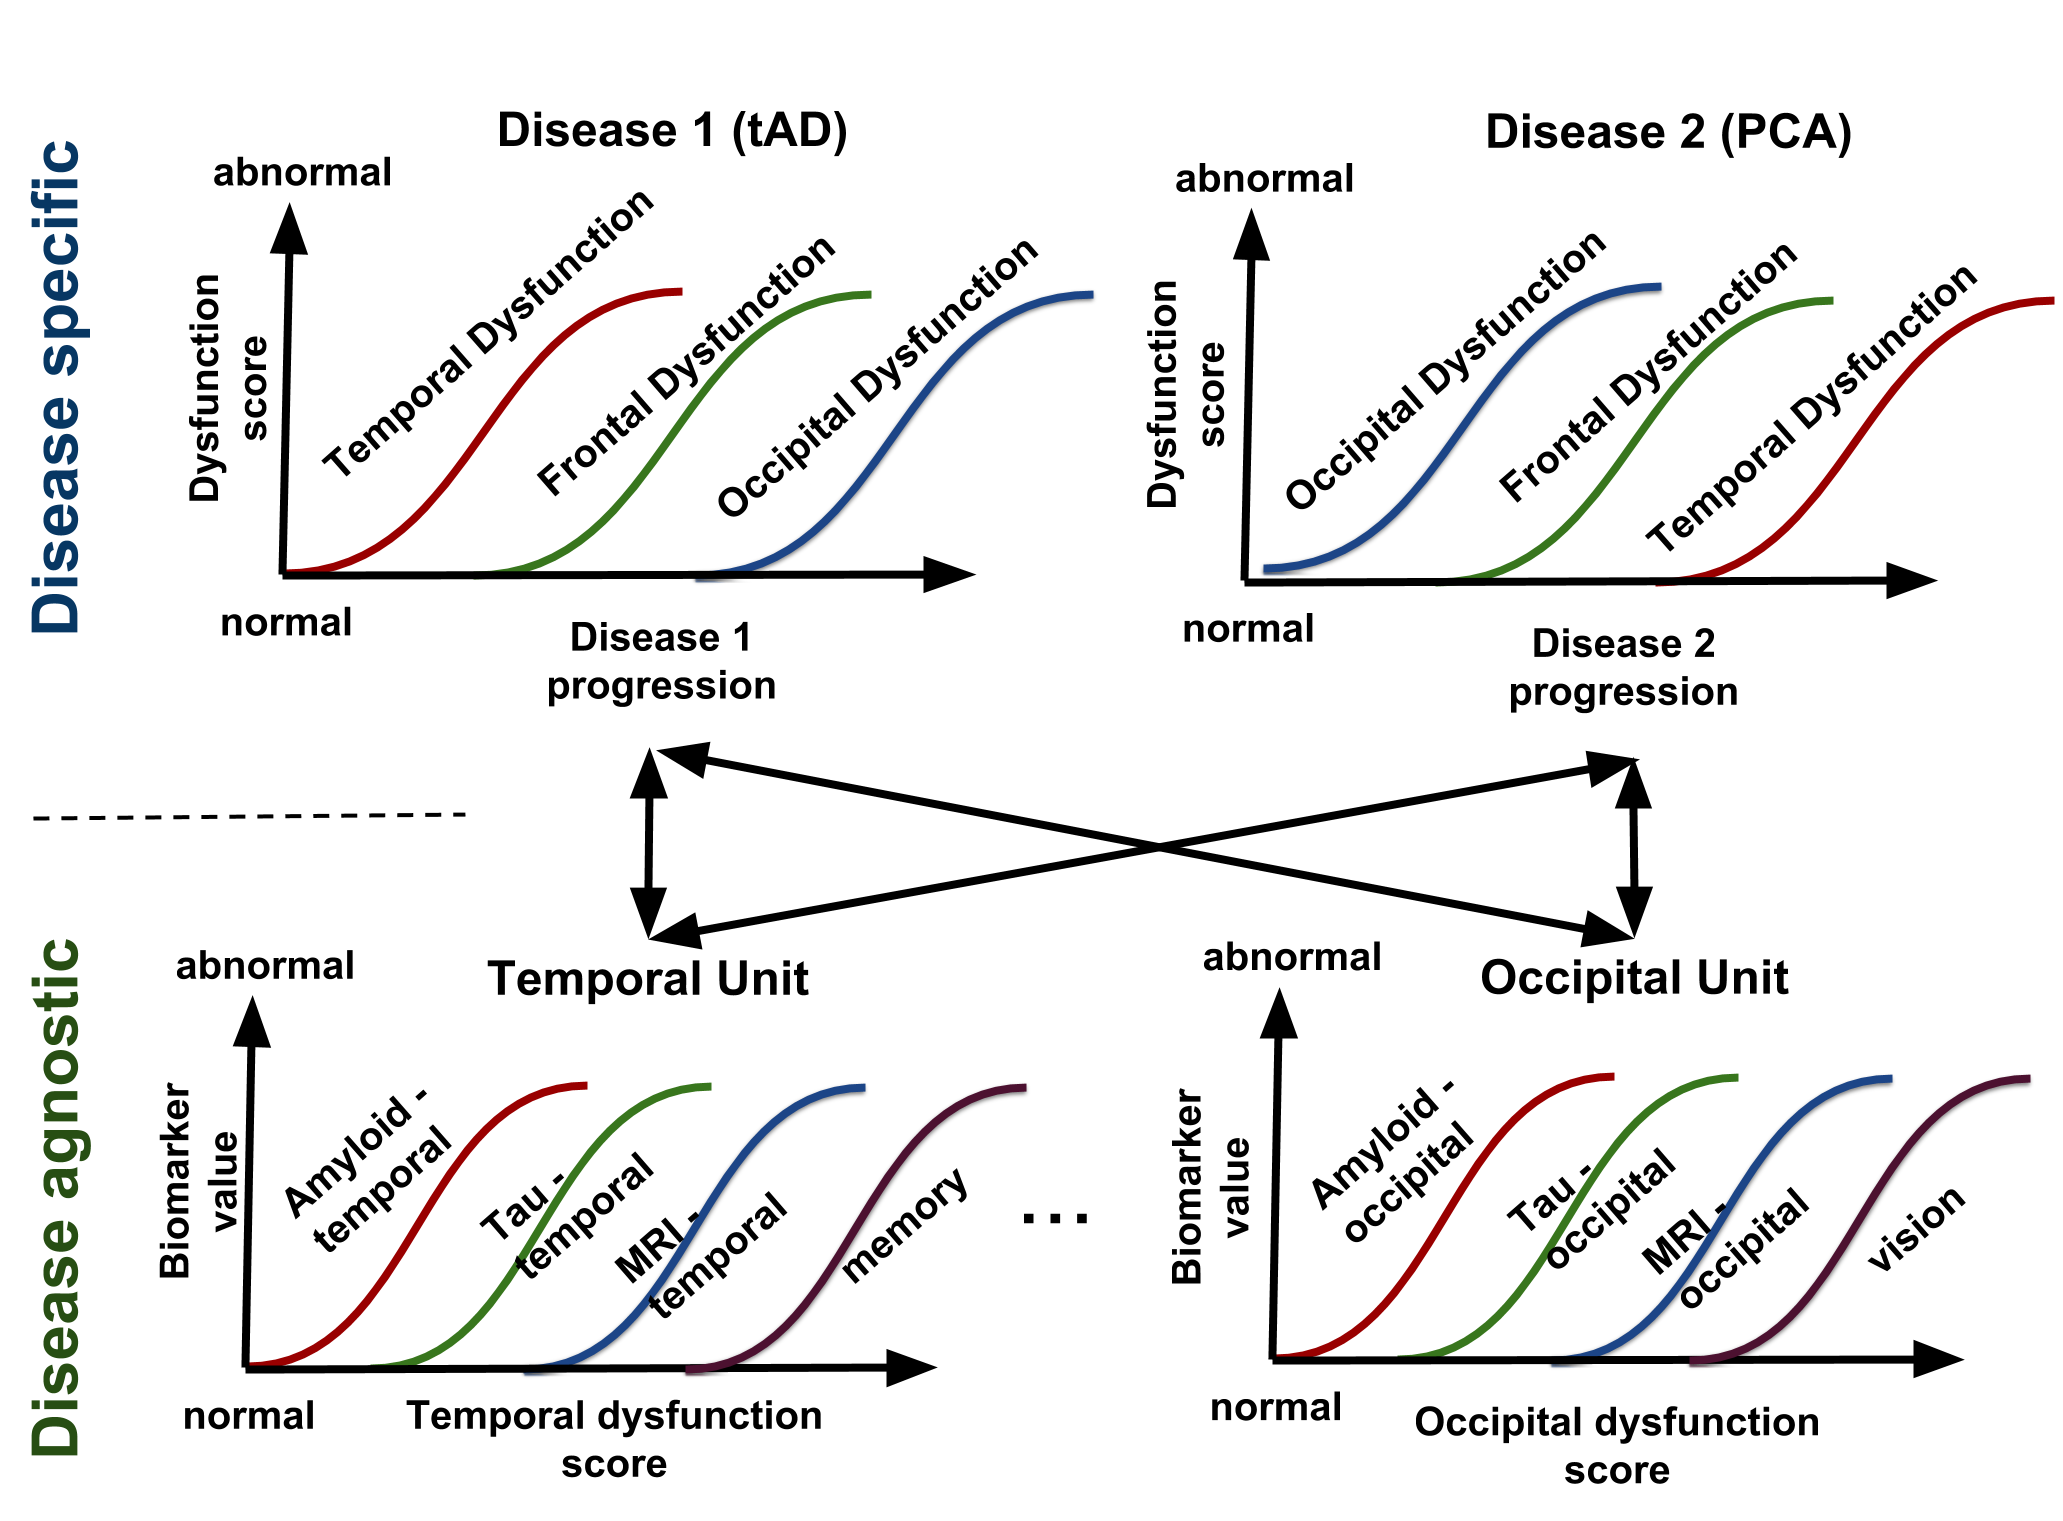 Disease specific
Disease 1 (tAD)
abnormal
Dysfunction
score
Temporal Dysfunction
Frontal Dysfunction
Occipital Dysfunction
normal
Disease 1
progression
Disease 2 (PCA)
abnormal
Dysfunction
score
Occipital Dysfunction
Frontal Dysfunction
Temporal Dysfunction
normal
Disease 2
progression
Disease agnostic
Temporal Unit
abnormal
Biomarker
value
Amyloid -
temporal
Tau -
temporal
MRI -
temporal
memory
normal
Temporal dysfunction
score
...
Occipital Unit
abnormal
Biomarker
value
Amyloid -
occipital
Tau -
occipital
MRI -
occipital
vision
normal
Occipital dysfunction
score